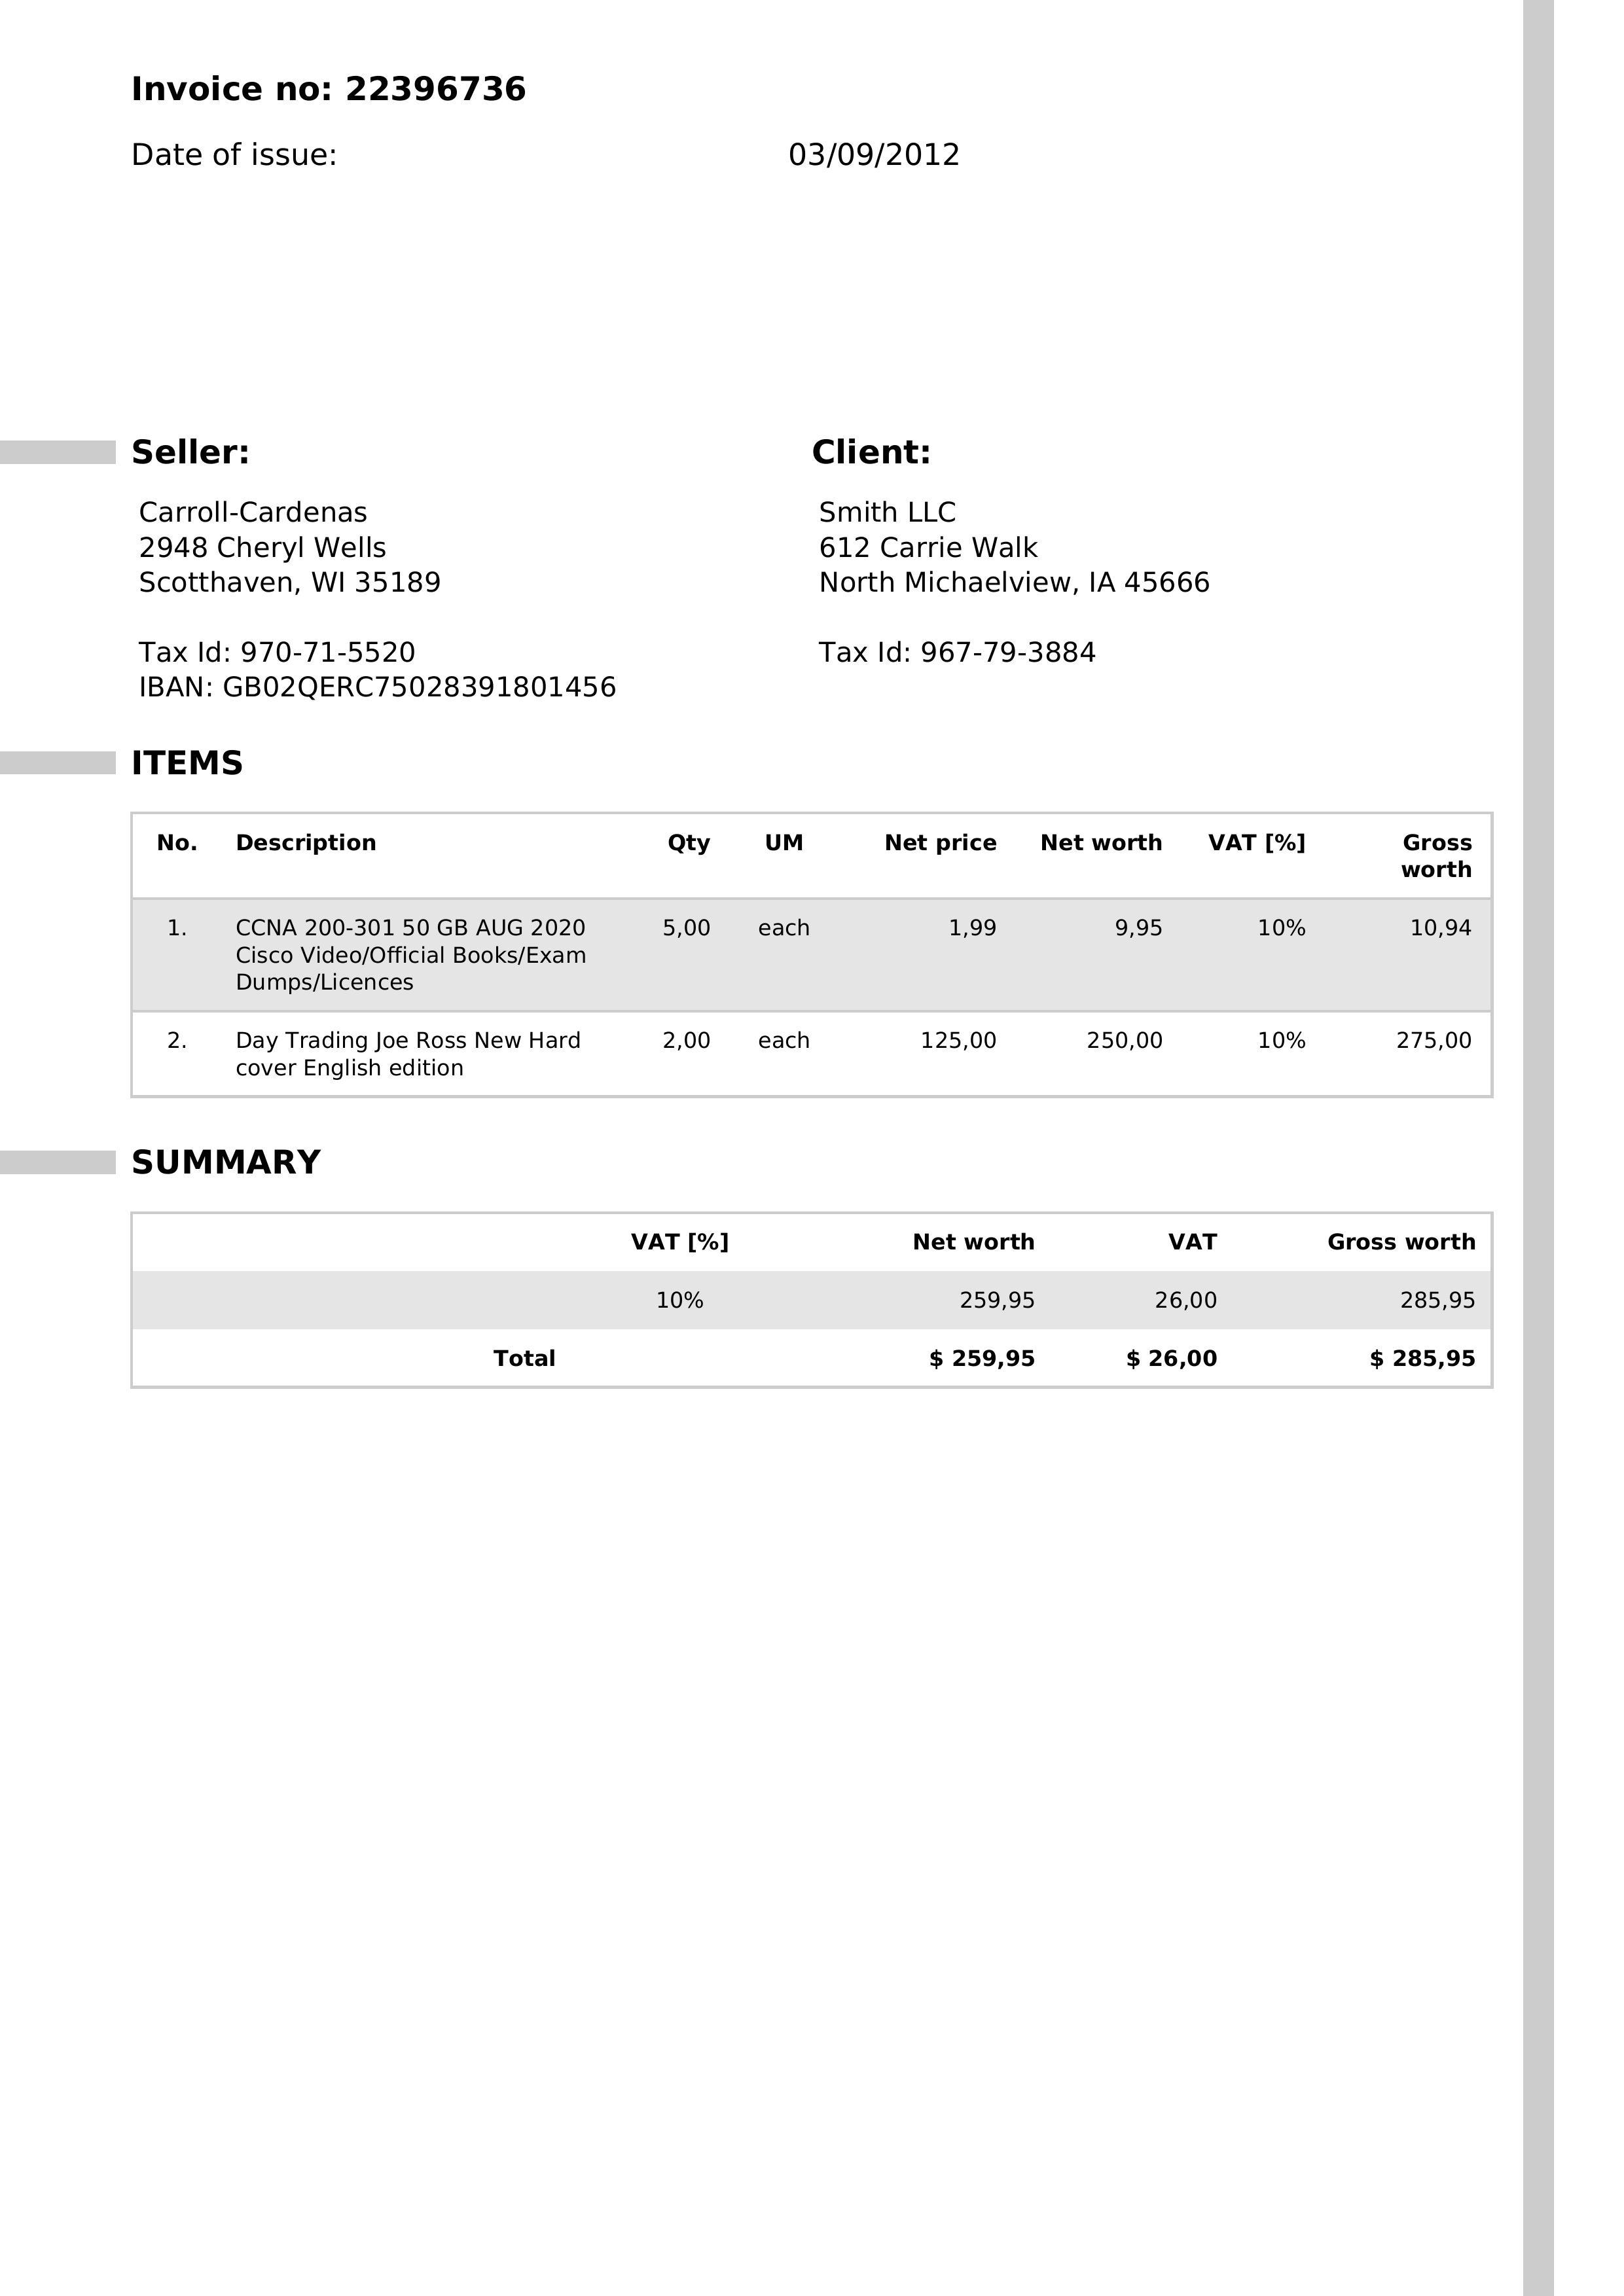 Invoice no: 22396736
Date of issue: 03/09/2012
Seller:
Carroll-Cardenas
2948 Cheryl Wells
Scotthaven, WI 35189
Tax Id: 970-71-5520
IBAN: GB02QERC75028391801456
Client:
Smith LLC
612 Carrie Walk
North Michaelview, IA 45666
Tax Id: 967-79-3884
ITEMS
No. Description Qty UM Net price Net worth VAT [%] Gross
worth
1. CCNA 200-301 50 GB AUG 2020 5,00 each 1,99 9,95 10% 10,94
Cisco Video/Official Books/Exam
Dumps/Licences
2. Day Trading Joe Ross New Hard 2,00 each 125,00 250,00 10% 275,00
cover English edition
SUMMARY
VAT [%] Net worth VAT Gross worth
10% 259,95 26,00 285,95
Total $ 259,95 $ 26,00 $ 285,95